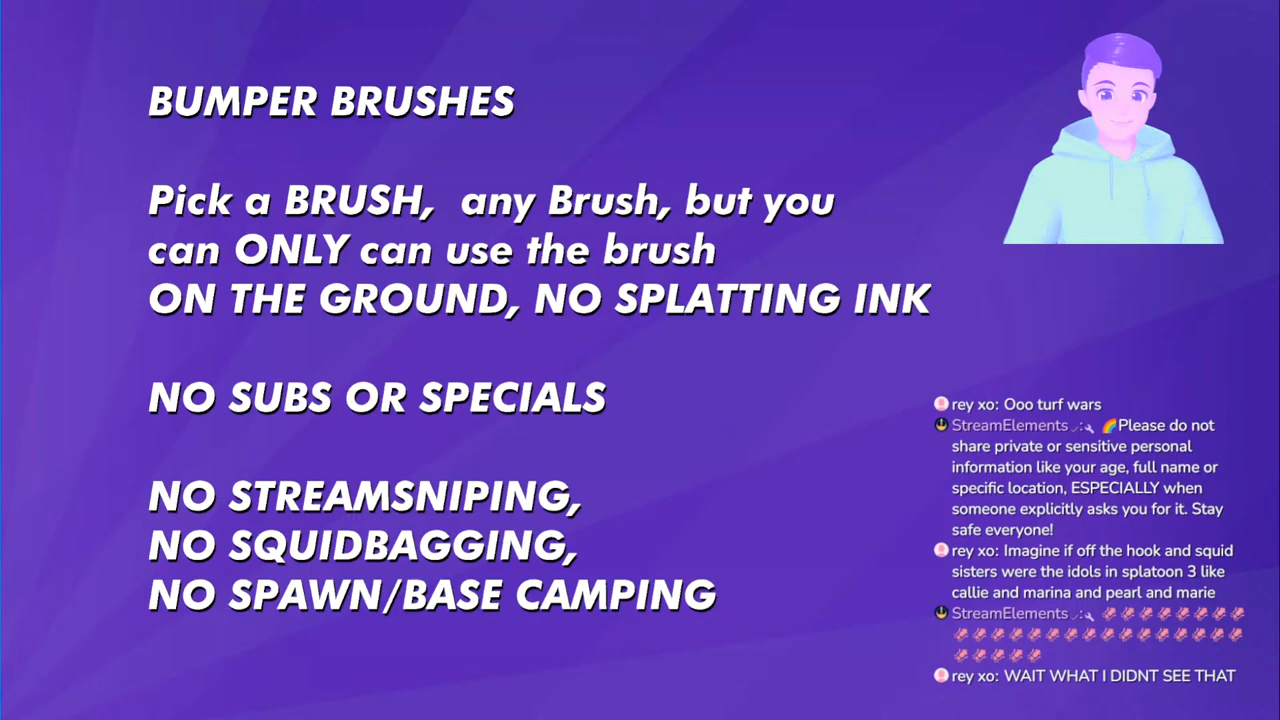 BUMPER BRUSHES
Pick a BRUSH, any Brush, but you
can ONLY can use the brush
ON THE GROUND, NO SPLATTING INK
NO SUBS OR SPECIALS
NO STREAMSNIPING,
NO SQUIDBAGGING,
NO SPAWN/BASE CAMPING
rey xo: Ooo turf wars
StreamElements : 🌈Please do not
share private or sensitive personal
information like your age, full name or
specific location, ESPECIALLY when
someone explicitly asks you for it. Stay
safe everyone!
rey xo: Imagine if off the hook and squid
sisters were the idols in splatoon 3 like
callie and marina and pearl and marie
StreamElements : 🦑🦑🦑🦑🦑🦑🦑🦑
🦑🦑🦑🦑🦑🦑🦑🦑🦑🦑🦑🦑🦑🦑🦑🦑
🦑🦑🦑🦑🦑
rey xo: WAIT WHAT I DIDNT SEE THAT